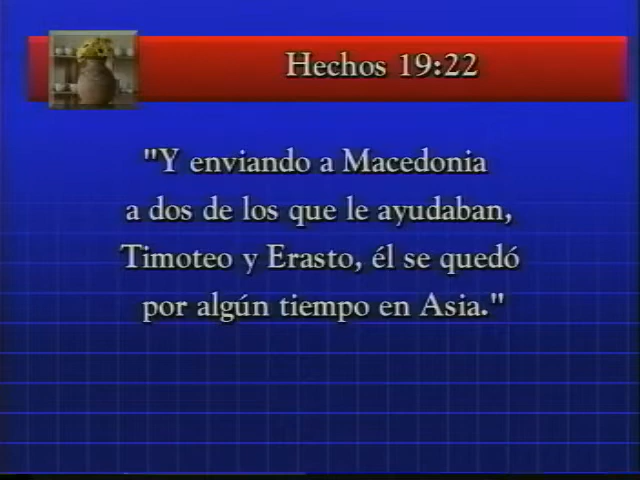 Hechos 19:22
"Y enviando a Macedonia
a dos de los que le ayudaban,
Timoteo y Erasto, él se quedó
por algún tiempo en Asia."